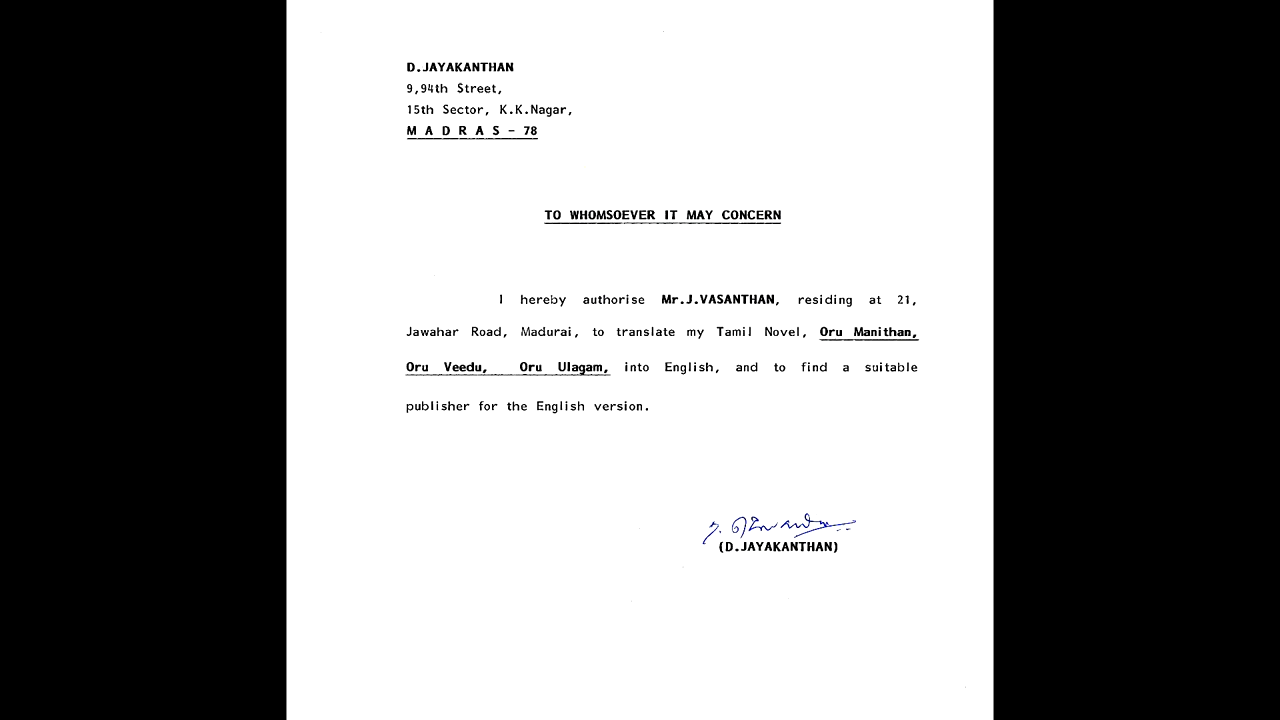 D.JAYAKANTHAN
9,94th Street,
15th Sector, K.K.Nagar,
M A D R A S - 78
TO WHOMSOEVER IT MAY CONCERN
I hereby authorise Mr.J.VASANTHAN, residing at 21,
Jawahar Road, Madurai, to translate my Tamil Novel, Oru Manithan,
Oru Veedu, Oru Ulagam, into English, and to find a suitable
publisher for the English version.
(D.JAYAKANTHAN)